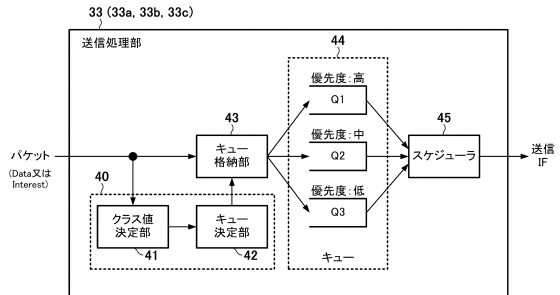 33 (33a, 33b, 33c)
送信処理部
44
優先度：高
Q1
43
45
優先度：中
パケット
(Data又は
Interest)
キュー
格納部
Q2
スケジューラ
送信
IF
40
優先度：低
Q3
クラス値
決定部
キュー
決定部
41
42
キュー